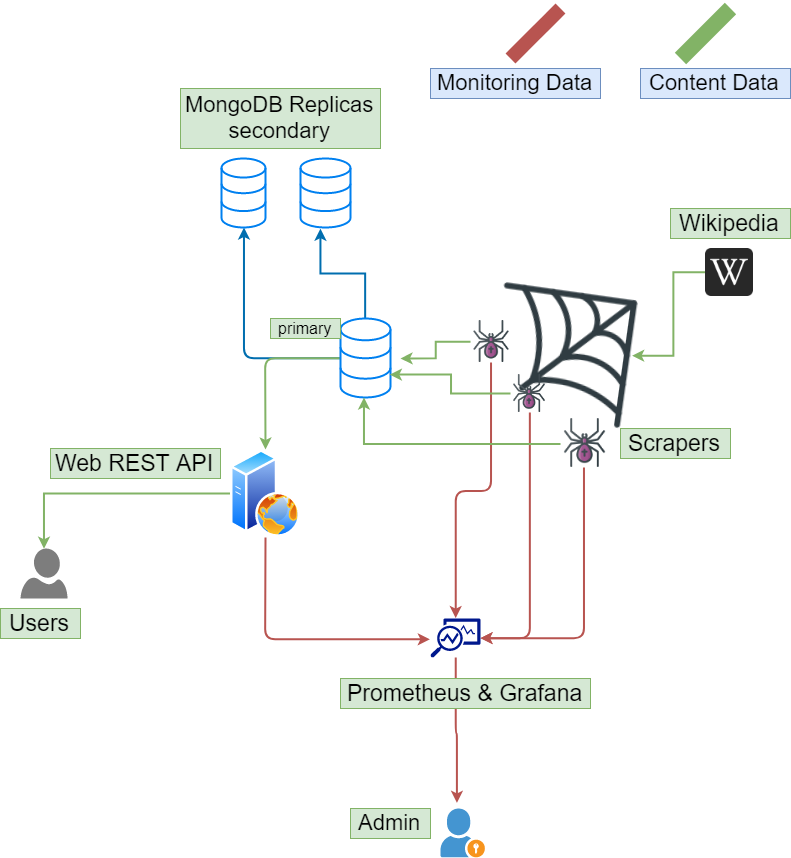 Monitoring Data
Content Data
MongoDB Replicas
secondary
Wikipedia
W
primary
Scrapers
Web REST API
Users
Prometheus & Grafana
Admin